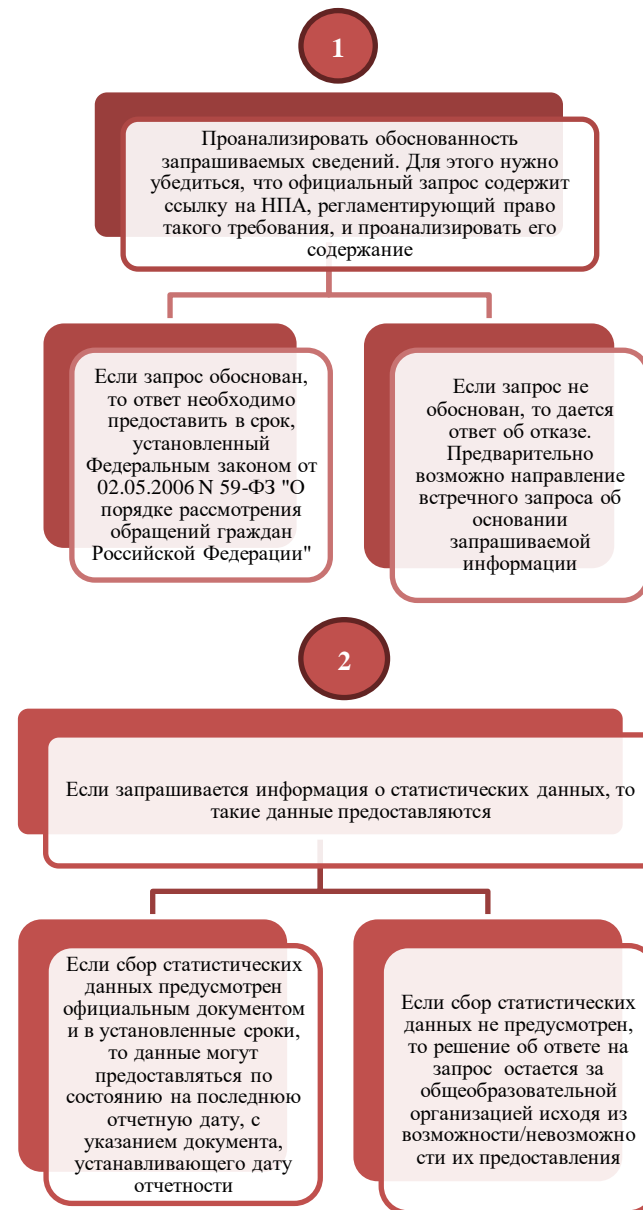 1
Проанализировать обоснованность
запрашиваемых сведений. Для этого нужно
убедиться, что официальный запрос содержит
ссылку на НПА, регламентирующий право
такого требования, и проанализировать его
содержание
Если запрос обоснован,
то ответ необходимо
предоставить в срок,
установленный
Федеральным законом от
02.05.2006 N 59-ФЗ "О
порядке рассмотрения
обращений граждан
Российской Федерации"
Если запрос не
обоснован, то дается
ответ об отказе.
Предварительно
возможно направление
встречного запроса об
основании
запрашиваемой
информации
2
Если запрашивается информация о статистических данных, то
такие данные предоставляются
Если сбор статистических
данных предусмотрен
официальным документом
и в установленные сроки,
то данные могут
предоставляться по
состоянию на последнюю
отчетную дату, с
указанием документа,
устанавливающего дату
отчетности
Если сбор статистических
данных не предусмотрен,
то решение об ответе на
запрос остается за
общеобразовательной
организацией исходя из
возможности/невозможно
сти их предоставления